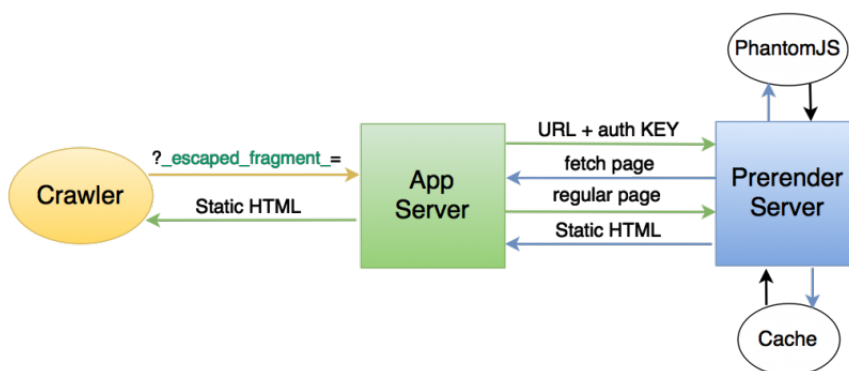 PhantomJS
URL + auth KEY
?_escaped_fragment_=
fetch page
Crawler
App
Server
Prerender
Server
Static HTML
regular page
Static HTML
Cache